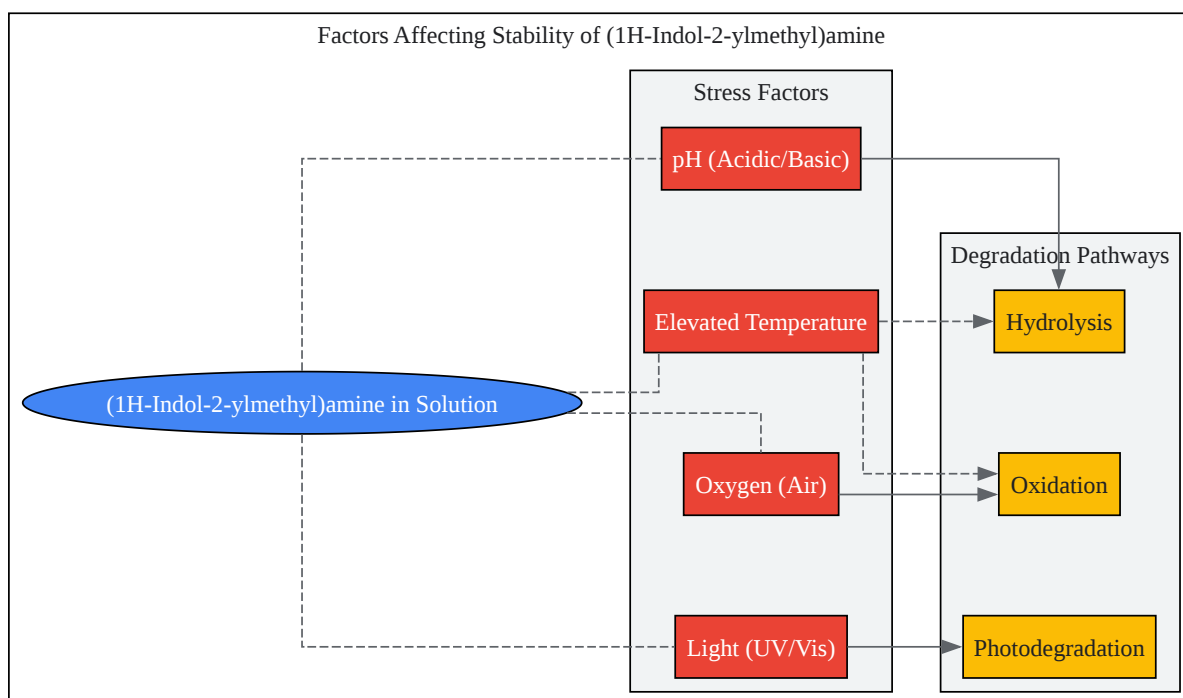 Factors Affecting Stability of (1H-Indol-2-ylmethyl)amine
Stress Factors
pH (Acidic/Basic)
Degradation Pathways
Elevated Temperature
Hydrolysis
(1H-Indol-2-ylmethyl)amine in Solution
Oxygen (Air)
Oxidation
Light (UV/Vis)
Photodegradation